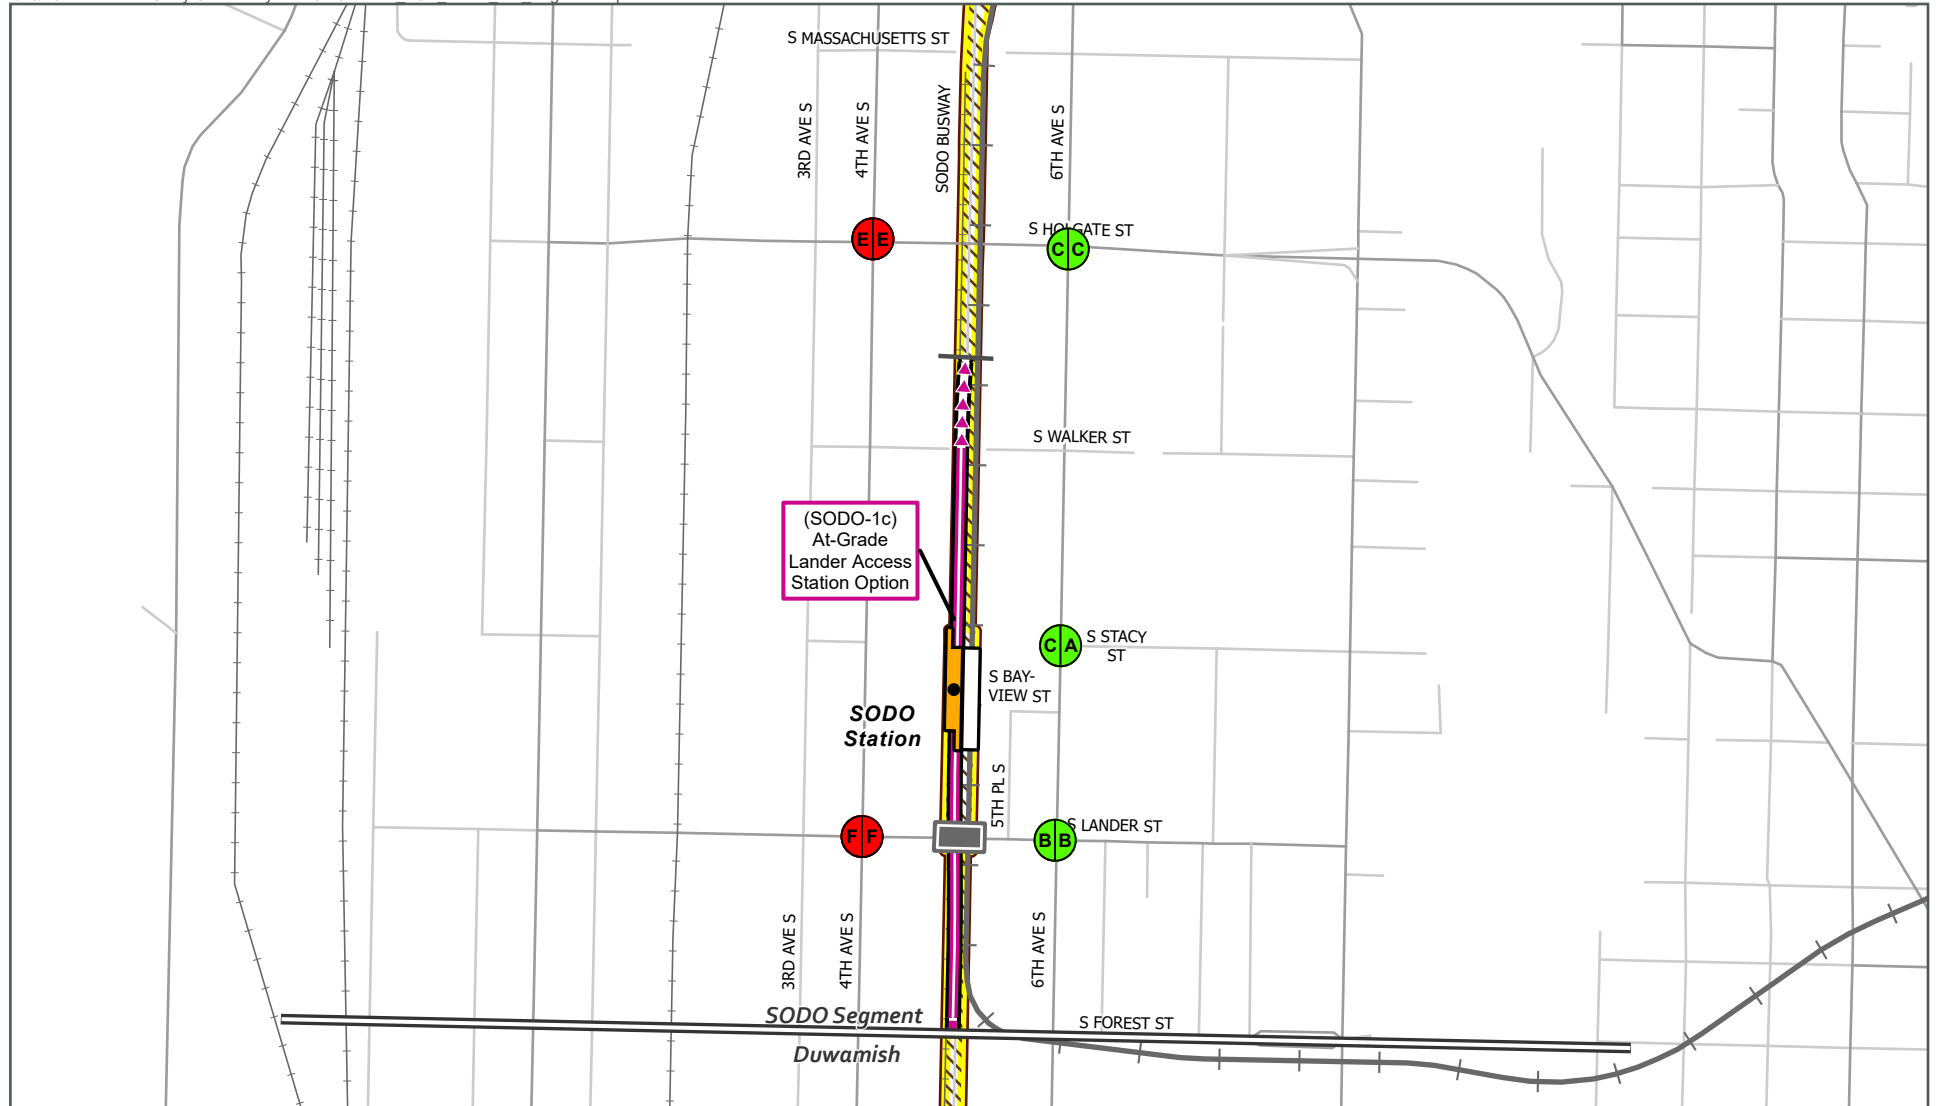 S MASSACHUSETTS ST
3RD AVE S
4TH AVE S
SODO BUSWAY
6TH AVE S
E E
S HOLGATE ST
C C
S WALKER ST
(SODO-1c)
At-Grade
Lander Access
Station Option
C A
S STACY
ST
S BAY-
VIEW ST
SODO
Station
5TH PL S
F F
B B
S LANDER ST
3RD AVE S
4TH AVE S
6TH AVE S
SODO Segment
S FOREST ST
Duwamish